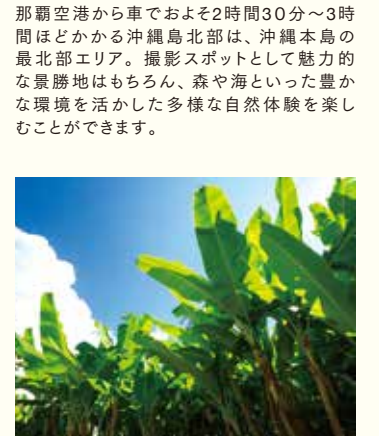 那覇空港から車でおよそ2時間30分～3時
間ほどかかる沖縄島北部は、沖縄本島の
最北部エリア。撮影スポットとして魅力的
な景勝地はもちろん、森や海といった豊か
な環境を活かした多様な自然体験を楽し
むことができます。